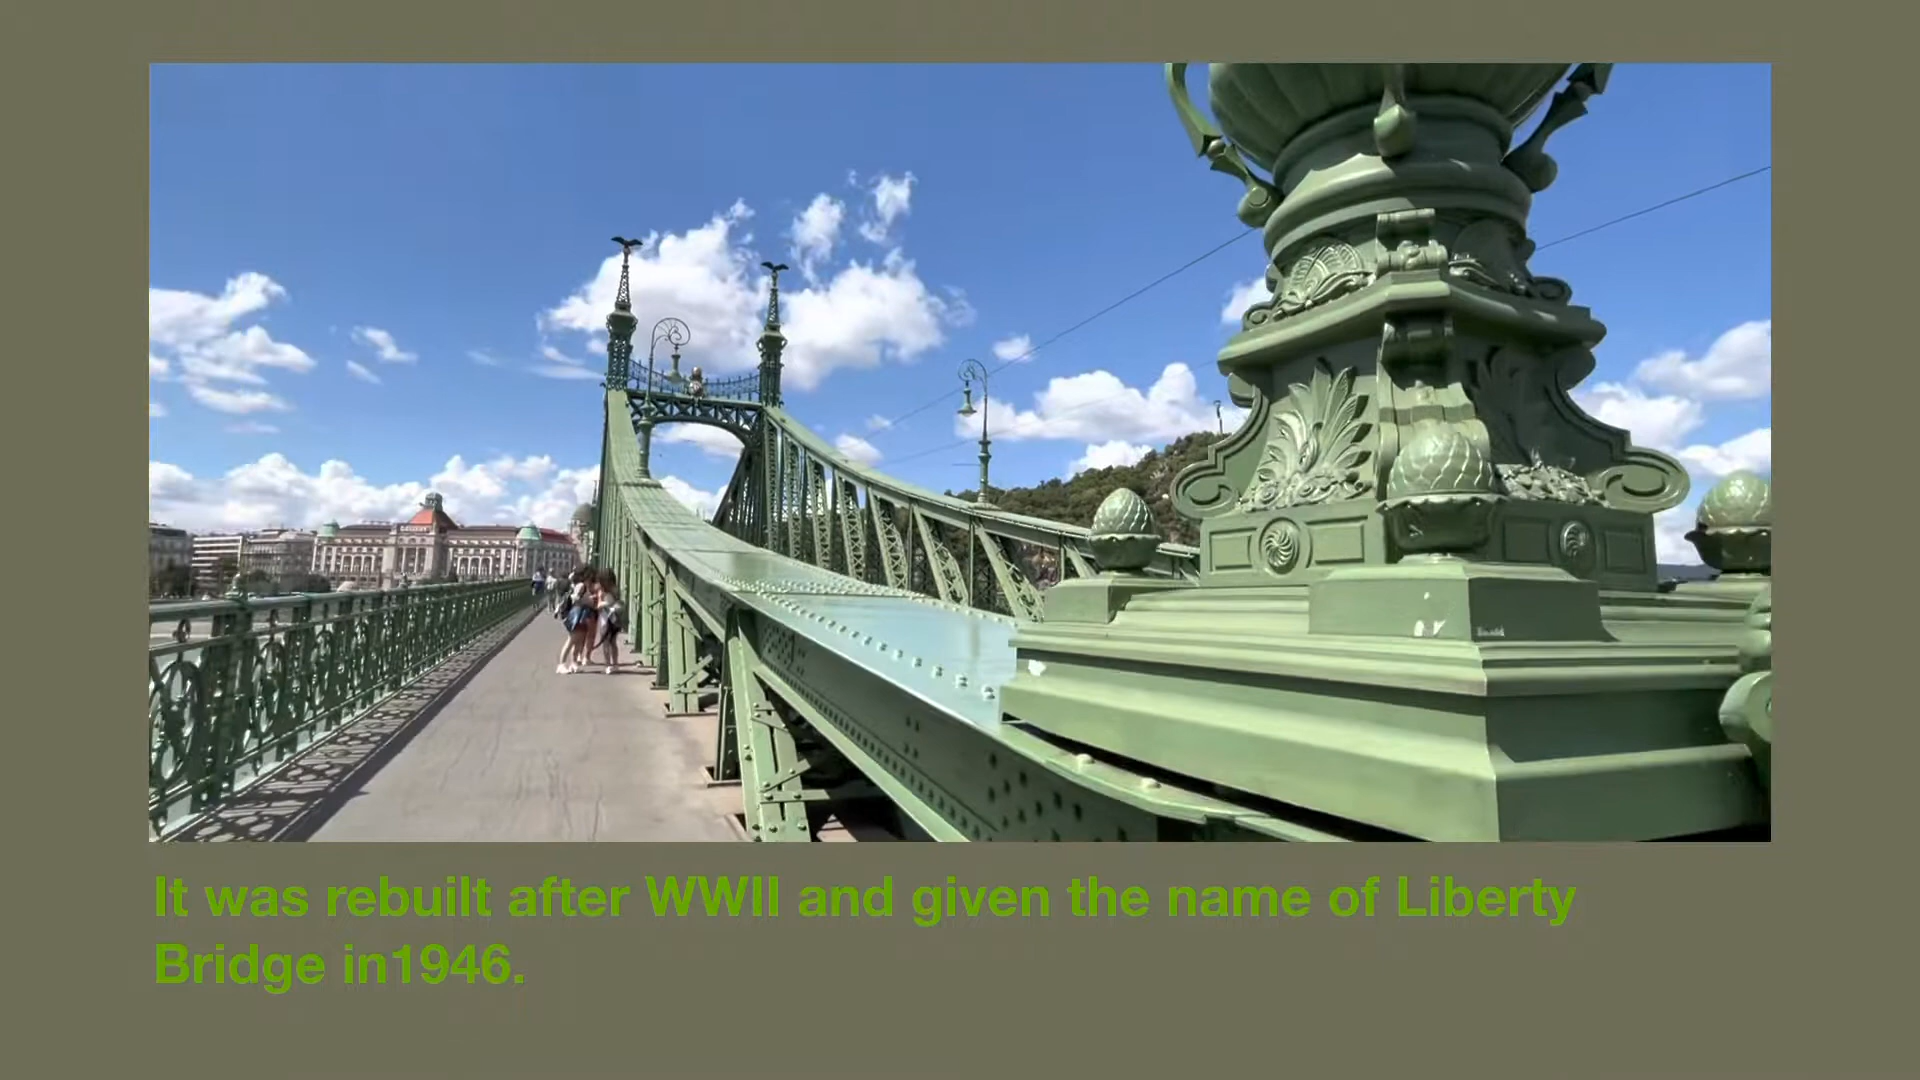 It was rebuilt after WWII and given the name of Liberty
Bridge in1946.